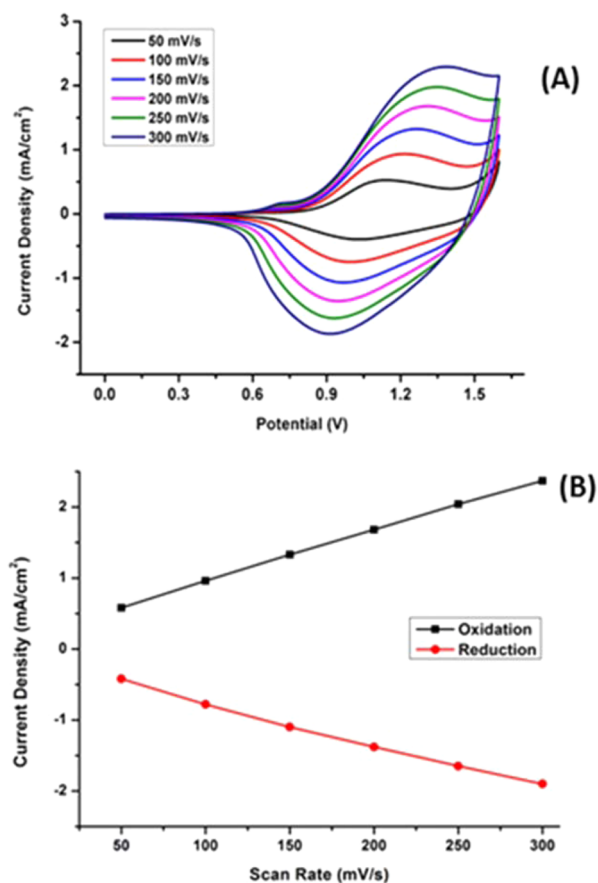 (A)
50 mV/s
100 mV/s
150 mV/s
200 mV/s
250 mV/s
300 mV/s
3
2
1
0
-1
-2
Current Density (mA/cm²)
0.0 0.3 0.6 0.9 1.2 1.5
Potential (V)
(B)
2
1
0
-1
-2
Current Density (mA/cm²)
Oxidation
Reduction
50 100 150 200 250 300
Scan Rate (mV/s)